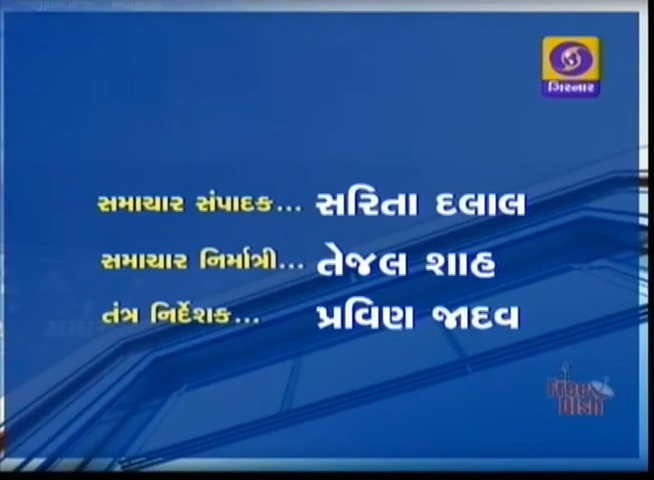 ગિરનાર
સમાચાર સંપાદક... સરિતા દલાલ
સમાચાર નિર્માત્રી... તેજલ શાહ
તંત્ર નિર્દેશક... પ્રવિણ જાદવ
Free
Dish